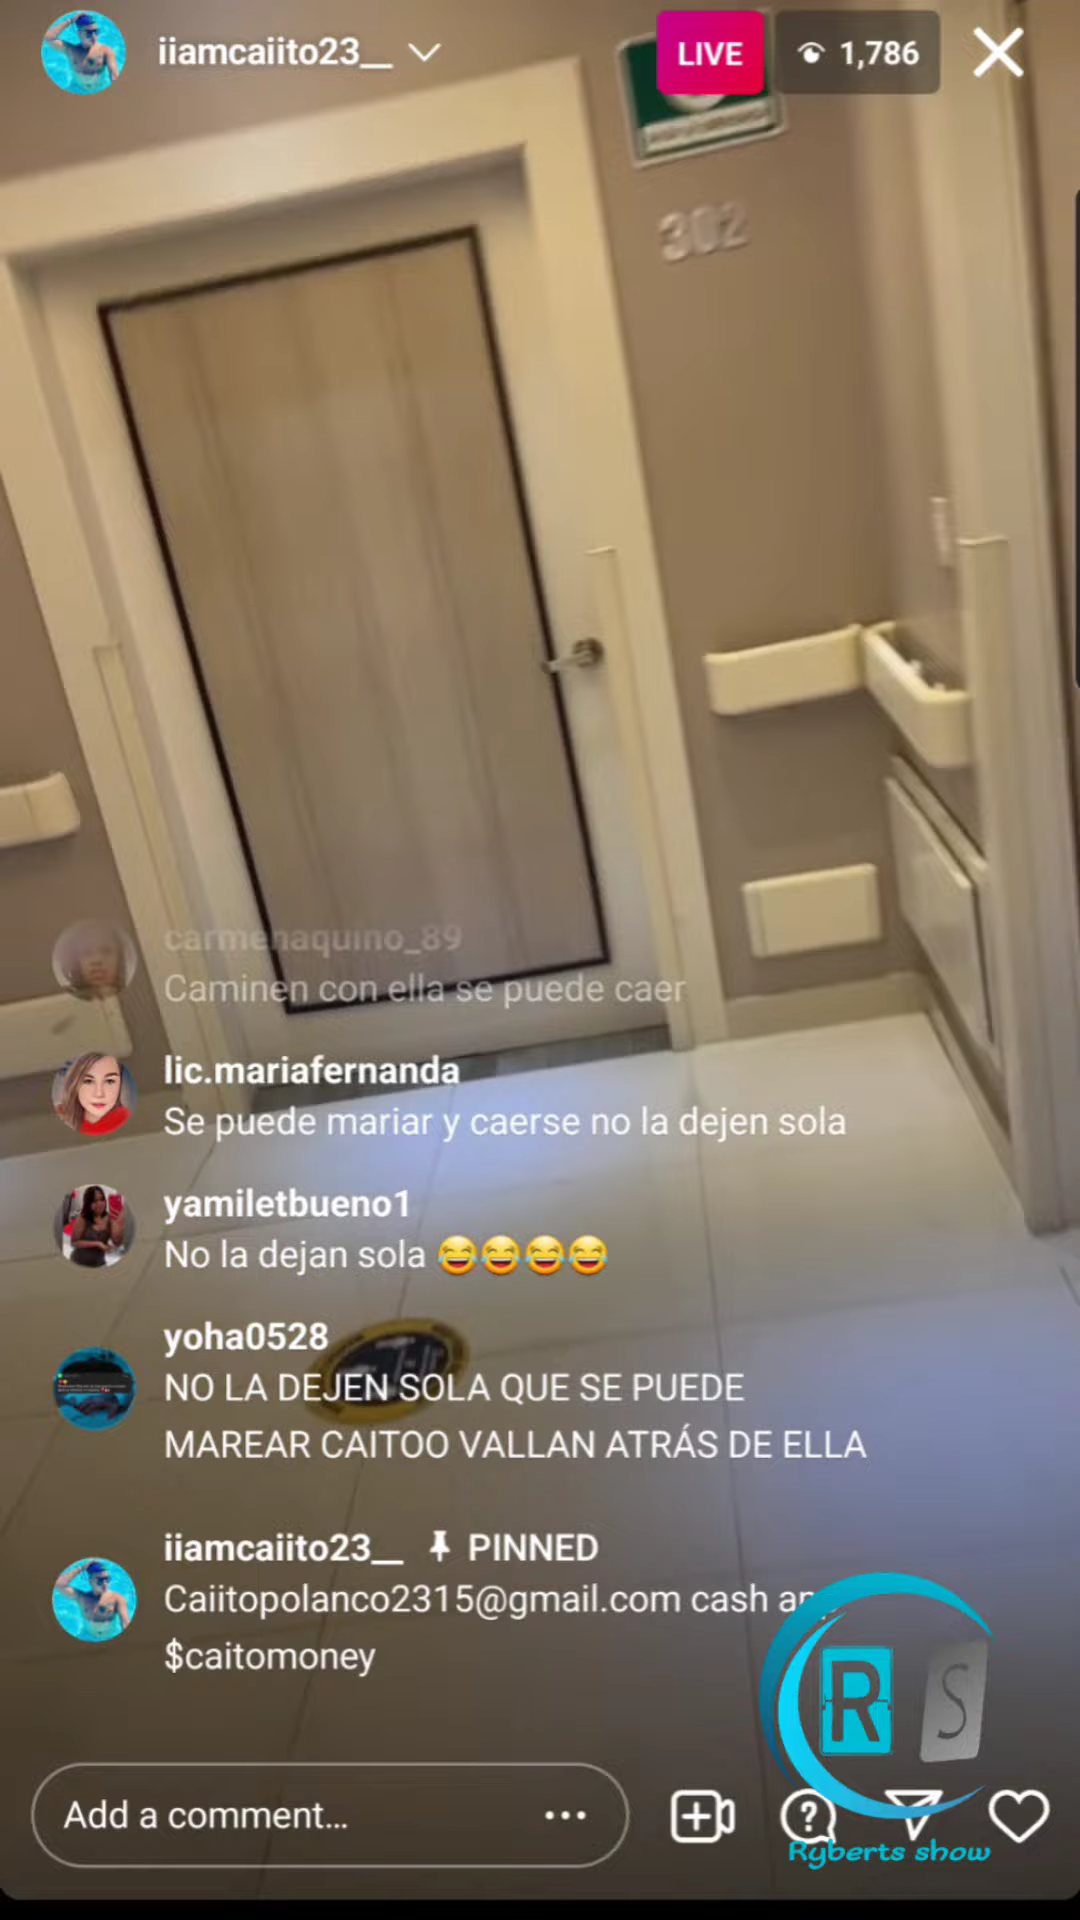 iiamcaiito23__
LIVE
1,786
302
carmenaquino_89
Caminen con ella se puede caer
lic.mariafernanda
Se puede mariar y caerse no la dejen sola
yamiletbueno1
No la dejan sola 😂😂😂😂
yoha0528
NO LA DEJEN SOLA QUE SE PUEDE
MAREAR CAITOO VALLAN ATRÁS DE ELLA
iiamcaiito23__ PINNED
Caiitopolanco2315@gmail.com cash
$caitomoney
R S
Add a comment...
Ryberts show